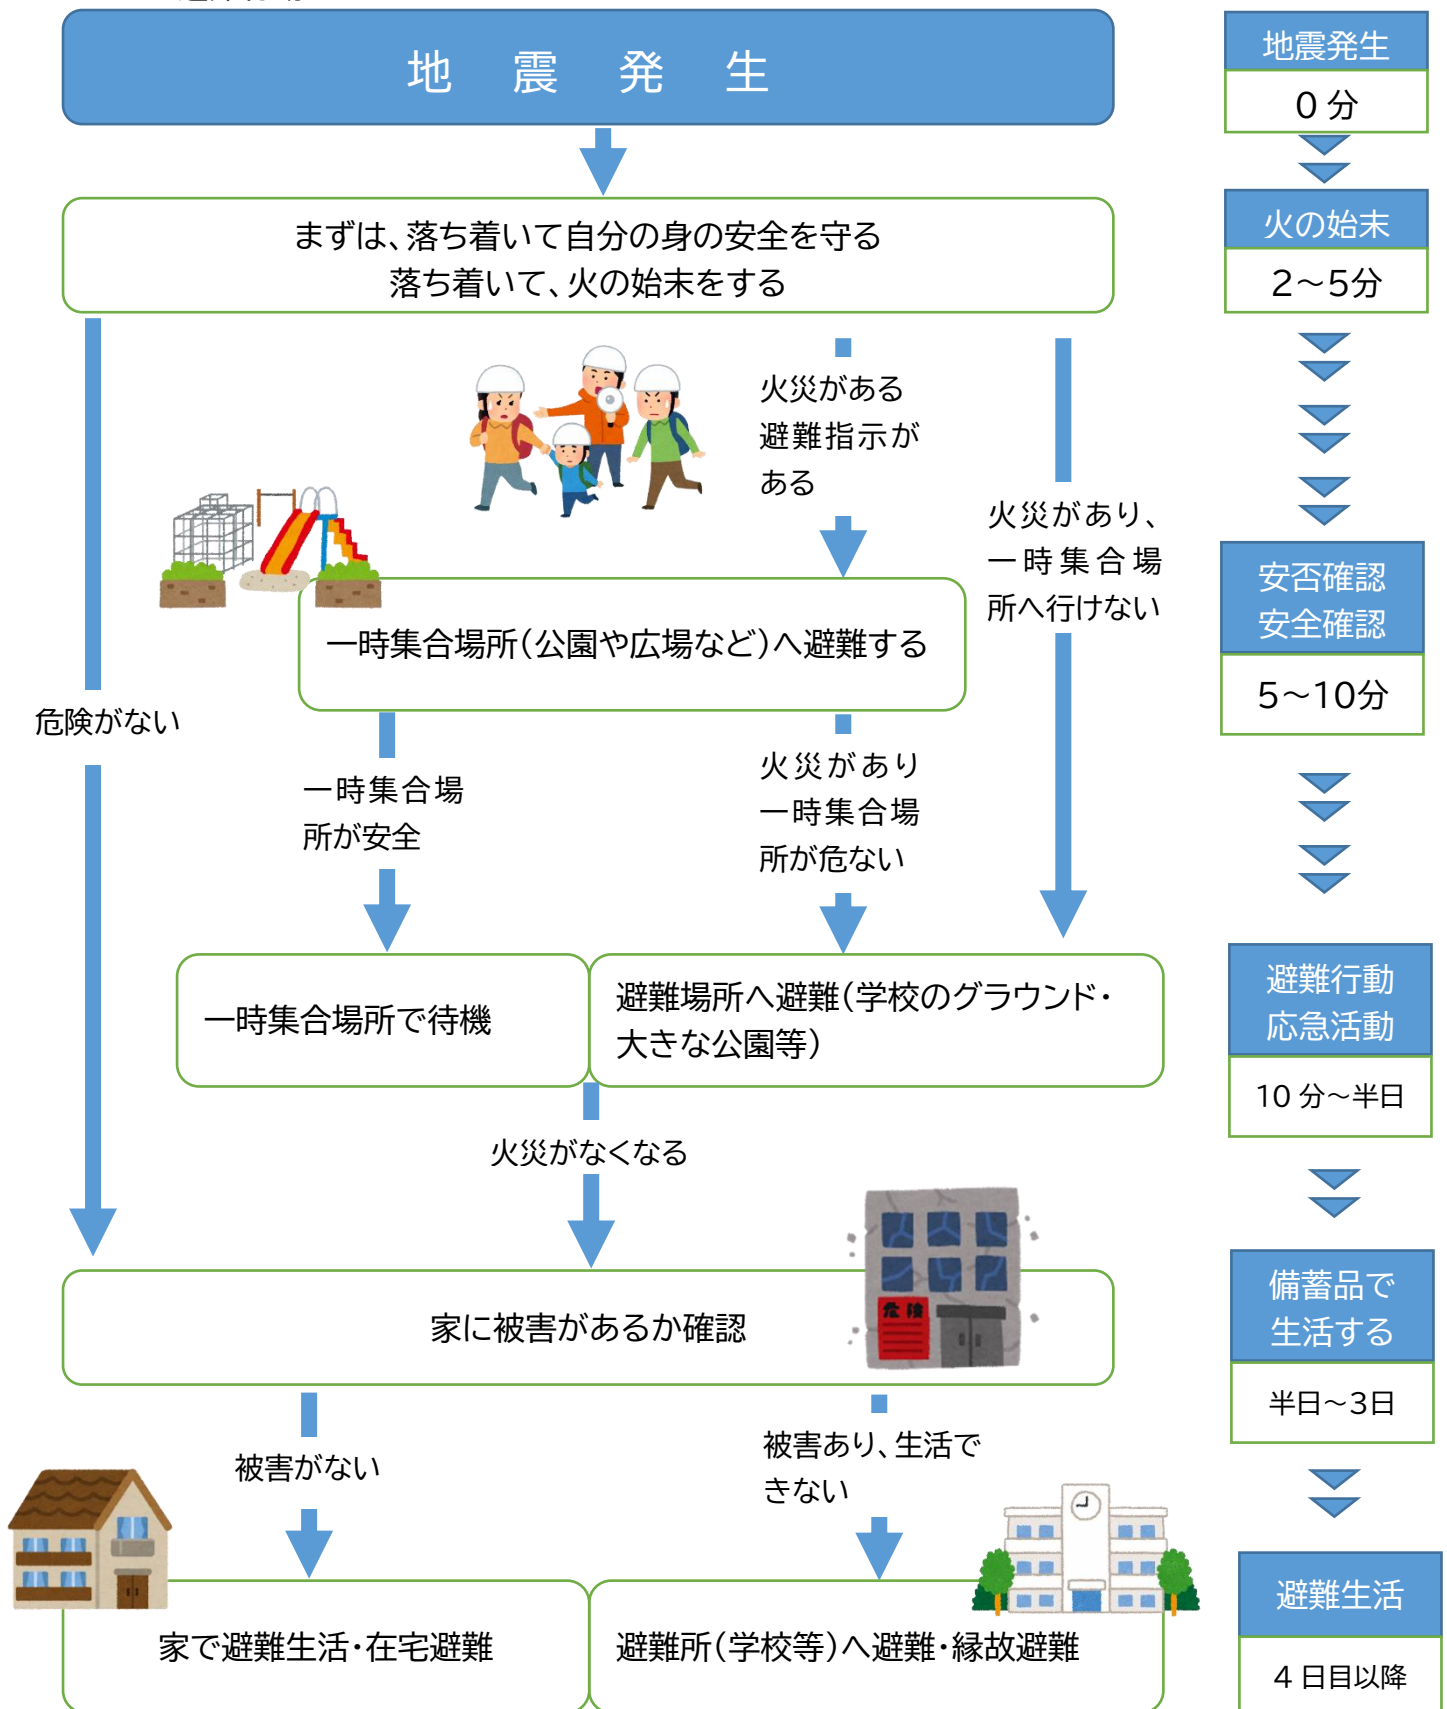 地震発生
まずは、落ち着いて自分の身の安全を守る
落ち着いて、火の始末をする
火災がある
避難指示が
ある
火災があり、
一時集合場
所へ行けない
一時集合場所(公園や広場など)へ避難する
危険がない
一時集合場
所が安全
火災があり
一時集合場
所が危ない
一時集合場所で待機
避難場所へ避難(学校のグラウンド・
大きな公園等)
火災がなくなる
家に被害があるか確認
危険
被害がない
被害あり、生活で
きない
家で避難生活・在宅避難
避難所(学校等)へ避難・縁故避難
地震発生
0分
火の始末
2～5分
安否確認
安全確認
5～10分
避難行動
応急活動
10分～半日
備蓄品で
生活する
半日～3日
避難生活
4日目以降